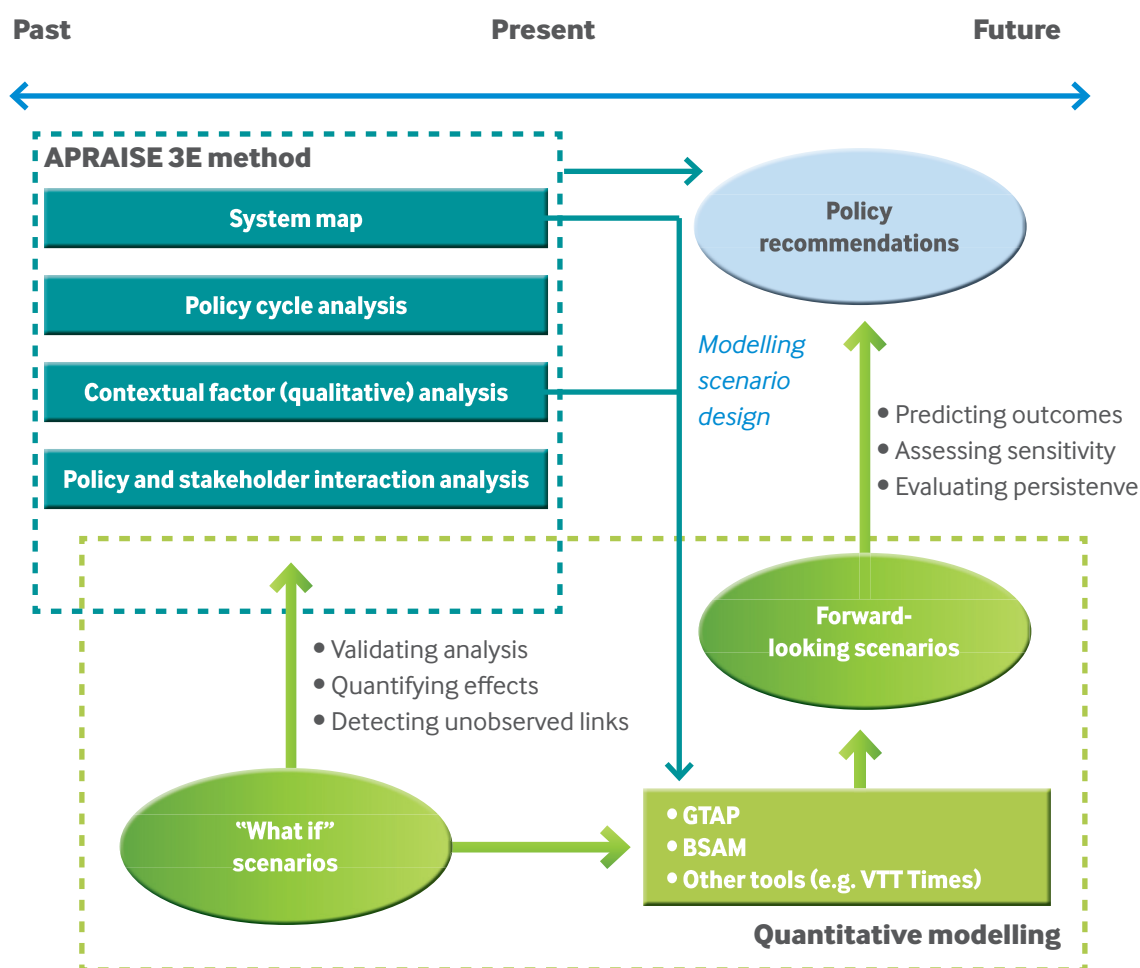 Past
Present
Future
APRAISE 3E method
System map
Policy cycle analysis
Contextual factor (qualitative) analysis
Policy and stakeholder interaction analysis
Policy
recommendations
Modelling
scenario
design
• Predicting outcomes
• Assessing sensitivity
• Evaluating persistenve
Forward-
looking scenarios
• Validating analysis
• Quantifying effects
• Detecting unobserved links
“What if”
scenarios
• GTAP
• BSAM
• Other tools (e.g. VTT Times)
Quantitative modelling